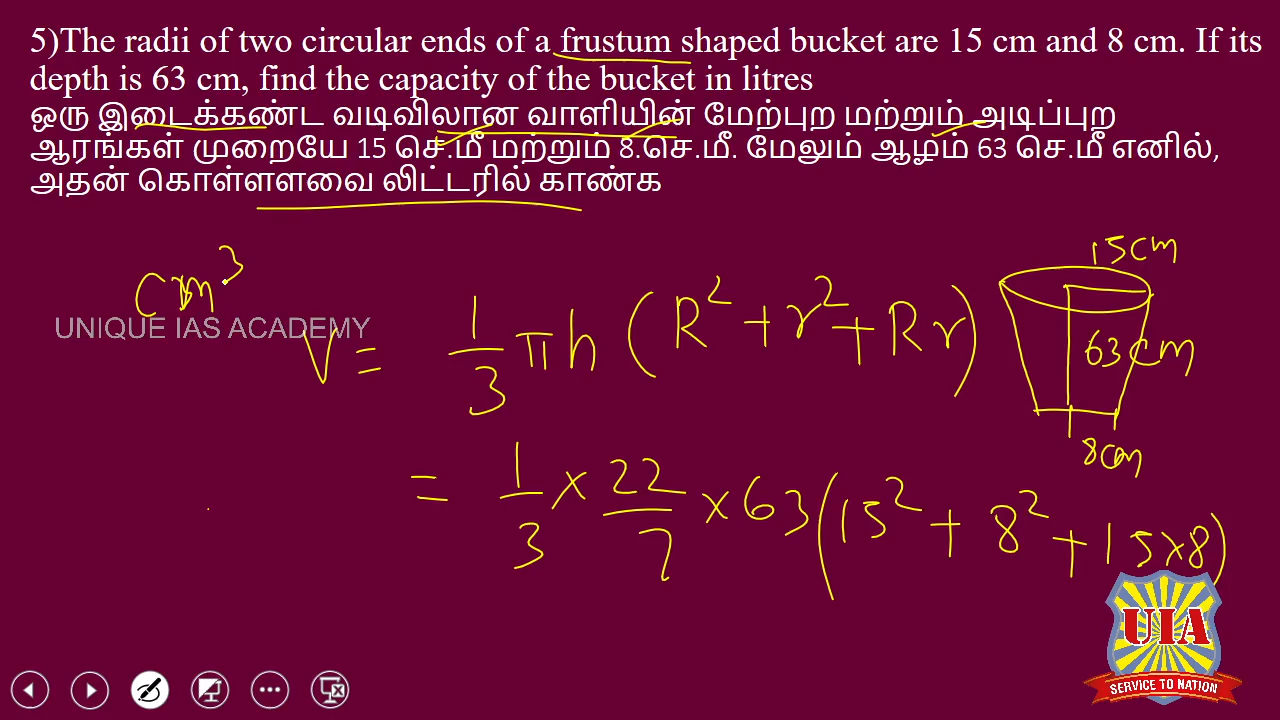 5)The radii of two circular ends of a frustum shaped bucket are 15 cm and 8 cm. If its
depth is 63 cm, find the capacity of the bucket in litres
ஒரு இடைக்கண்ட வடிவிலான வாளியின் மேற்புற மற்றும் அடிப்புற
ஆரங்கள் முறையே 15 செ.மீ மற்றும் 8.செ.மீ. மேலும் ஆழம் 63 செ.மீ எனில்,
அதன் கொள்ளளவை லிட்டரில் காண்க
15cm
cm³
UNIQUE IAS ACADEMY
V = 1/3 πh (R² + r² + Rr)
63cm
8cm
= 1/3 × 22/7 × 63 (15² + 8² + 15×8)
UIA
SERVICE TO NATION